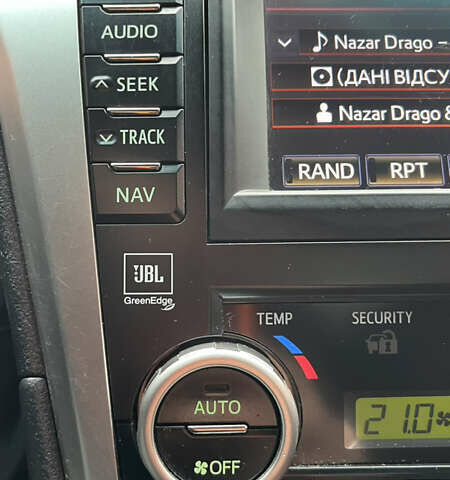 AUDIO
SEEK
TRACK
NAV
Nazar Drago –
(ДАНІ ВІДСУ
Nazar Drago &
RAND RPT
JBL
GreenEdge
TEMP
SECURITY
AUTO
OFF
21.0